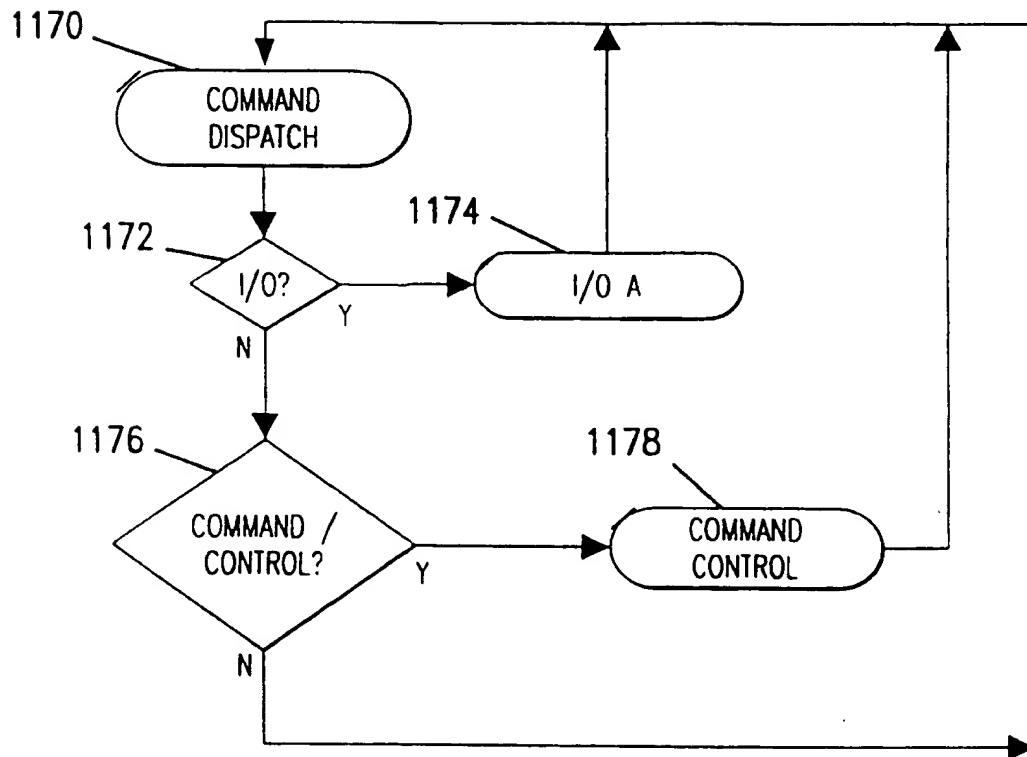 1170
COMMAND
DISPATCH
1172
I/O?
Y
N
1174
I/O A
1176
COMMAND
CONTROL?
Y
N
1178
COMMAND
CONTROL